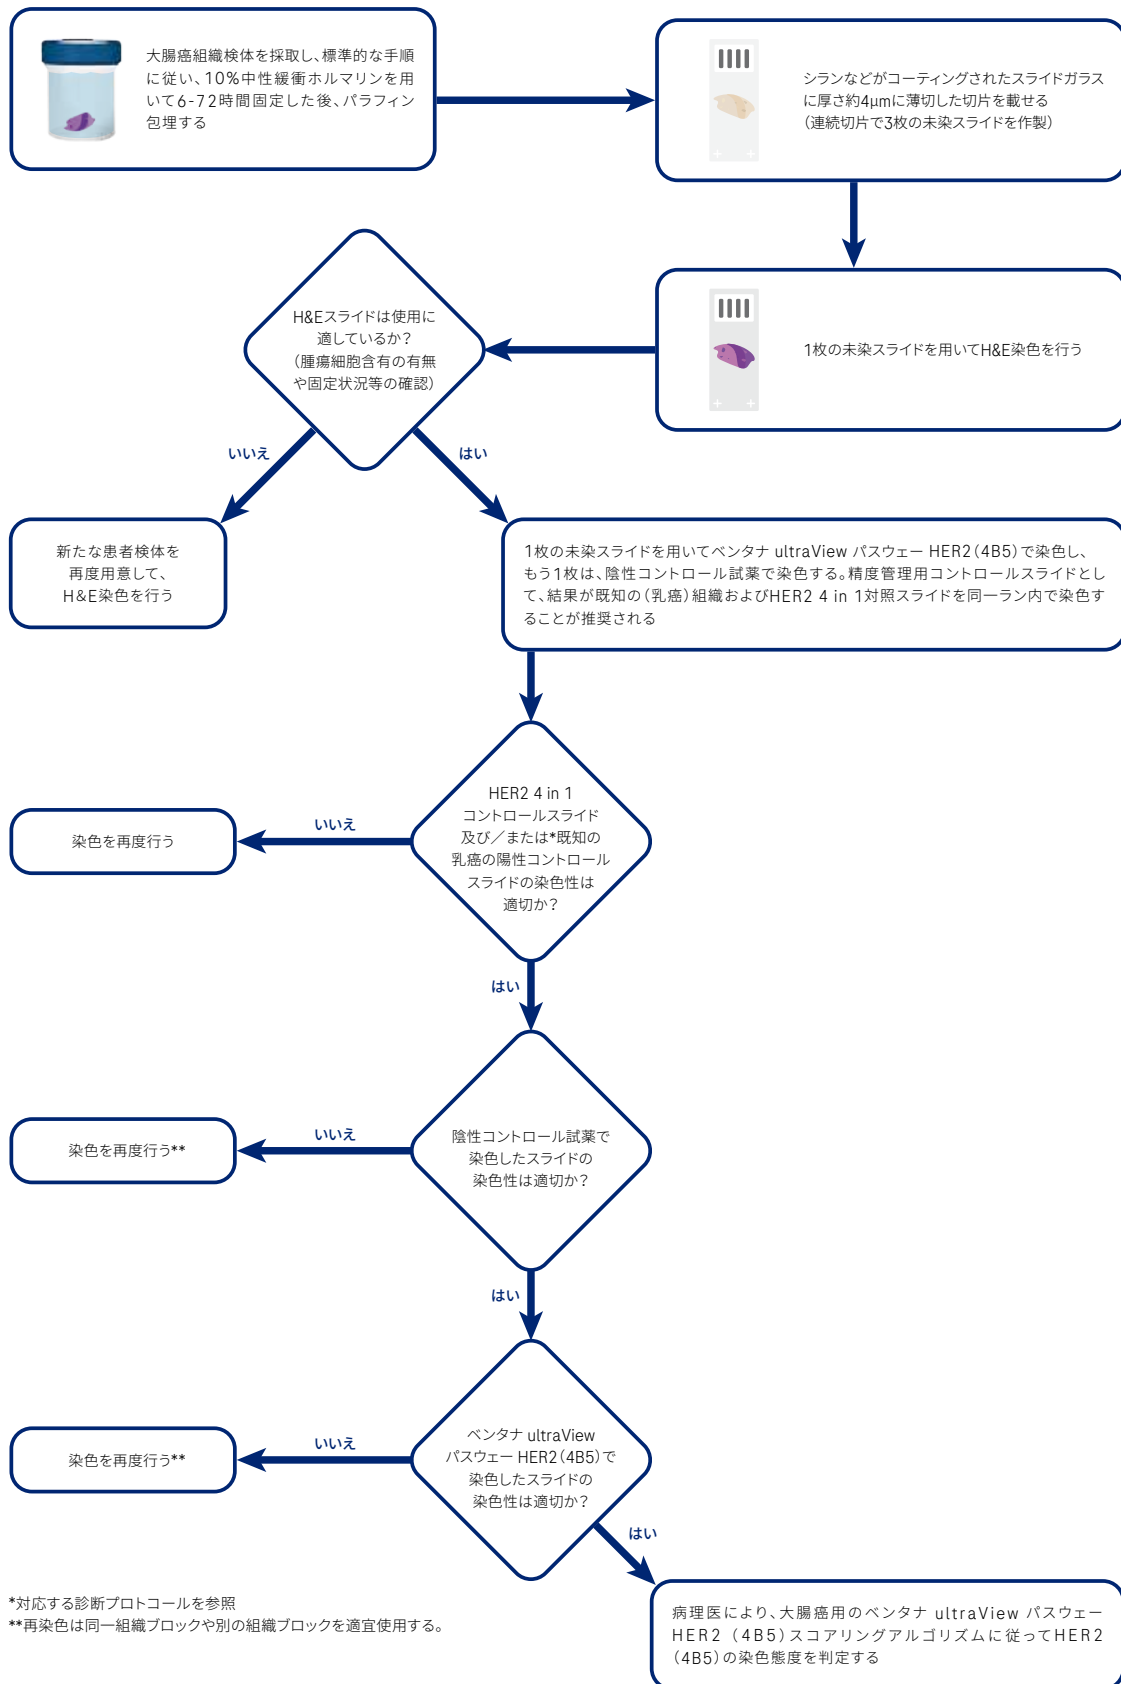 大腸癌組織検体を採取し、標準的な手順
に従い、10%中性緩衝ホルマリンを用
いて6-72時間固定した後、パラフィン
包埋する
シランなどがコーティングされたスライドガラス
に厚さ約4μmに薄切した切片を載せる
（連続切片で3枚の未染スライドを作製）
1枚の未染スライドを用いてH&E染色を行う
H&Eスライドは使用に
適しているか？
（腫瘍細胞含有の有無
や固定状況等の確認）
いいえ
はい
新たな患者検体を
再度用意して、
H&E染色を行う
1枚の未染スライドを用いてベンタナ ultraView パスウェー HER2（4B5）で染色し、
もう1枚は、陰性コントロール試薬で染色する。精度管理用コントロールスライドとし
て、結果が既知の（乳癌）組織およびHER2 4 in 1対照スライドを同一ラン内で染色す
ることが推奨される
HER2 4 in 1
コントロールスライド
及び／または*既知の
乳癌の陽性コントロール
スライドの染色性は
適切か？
いいえ
染色を再度行う
はい
陰性コントロール試薬で
染色したスライドの
染色性は適切か？
いいえ
染色を再度行う**
はい
ベンタナ ultraView
パスウェー HER2（4B5）で
染色したスライドの
染色性は適切か？
いいえ
染色を再度行う**
はい
病理医により、大腸癌用のベンタナ ultraView パスウェー
HER2 （4B5）スコアリングアルゴリズムに従ってHER2
（4B5）の染色態度を判定する
*対応する診断プロトコールを参照
**再染色は同一組織ブロックや別の組織ブロックを適宜使用する。